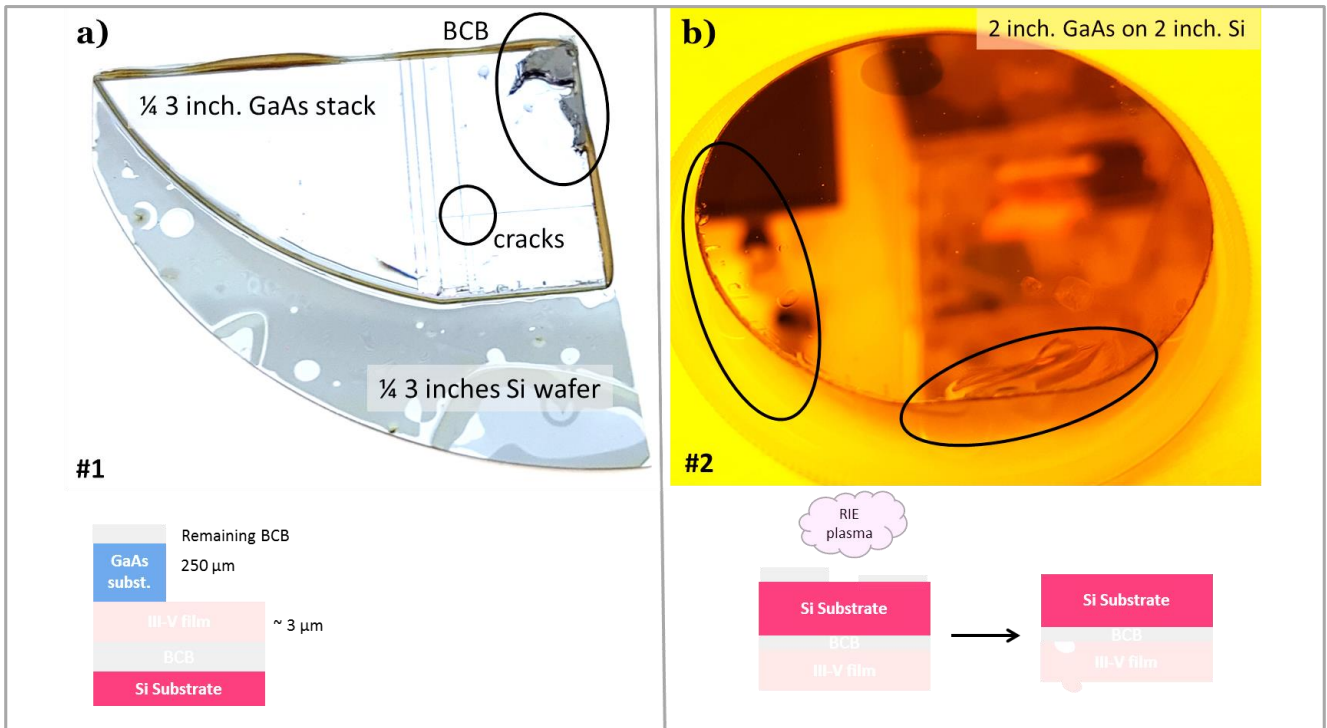 a)
BCB
¼ 3 inch. GaAs stack
cracks
¼ 3 inches Si wafer
#1
b)
2 inch. GaAs on 2 inch. Si
#2
Remaining BCB
GaAs
subst.
250 µm
III-V film
~ 3 µm
BCB
Si Substrate
RIE
plasma
Si Substrate
BCB
III-V film
Si Substrate
BCB
III-V film